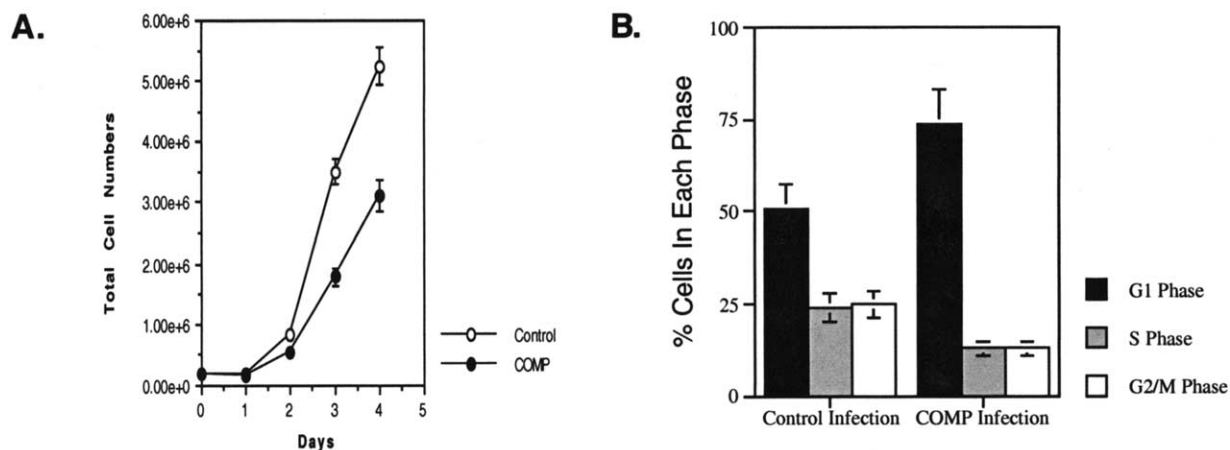 A.
Total Cell Numbers
6.00e+6
5.00e+6
4.00e+6
3.00e+6
2.00e+6
1.00e+6
0.00e+0
0 1 2 3 4 5
Days
Control
COMP
B.
% Cells In Each Phase
100
75
50
25
0
Control Infection COMP Infection
G1 Phase
S Phase
G2/M Phase